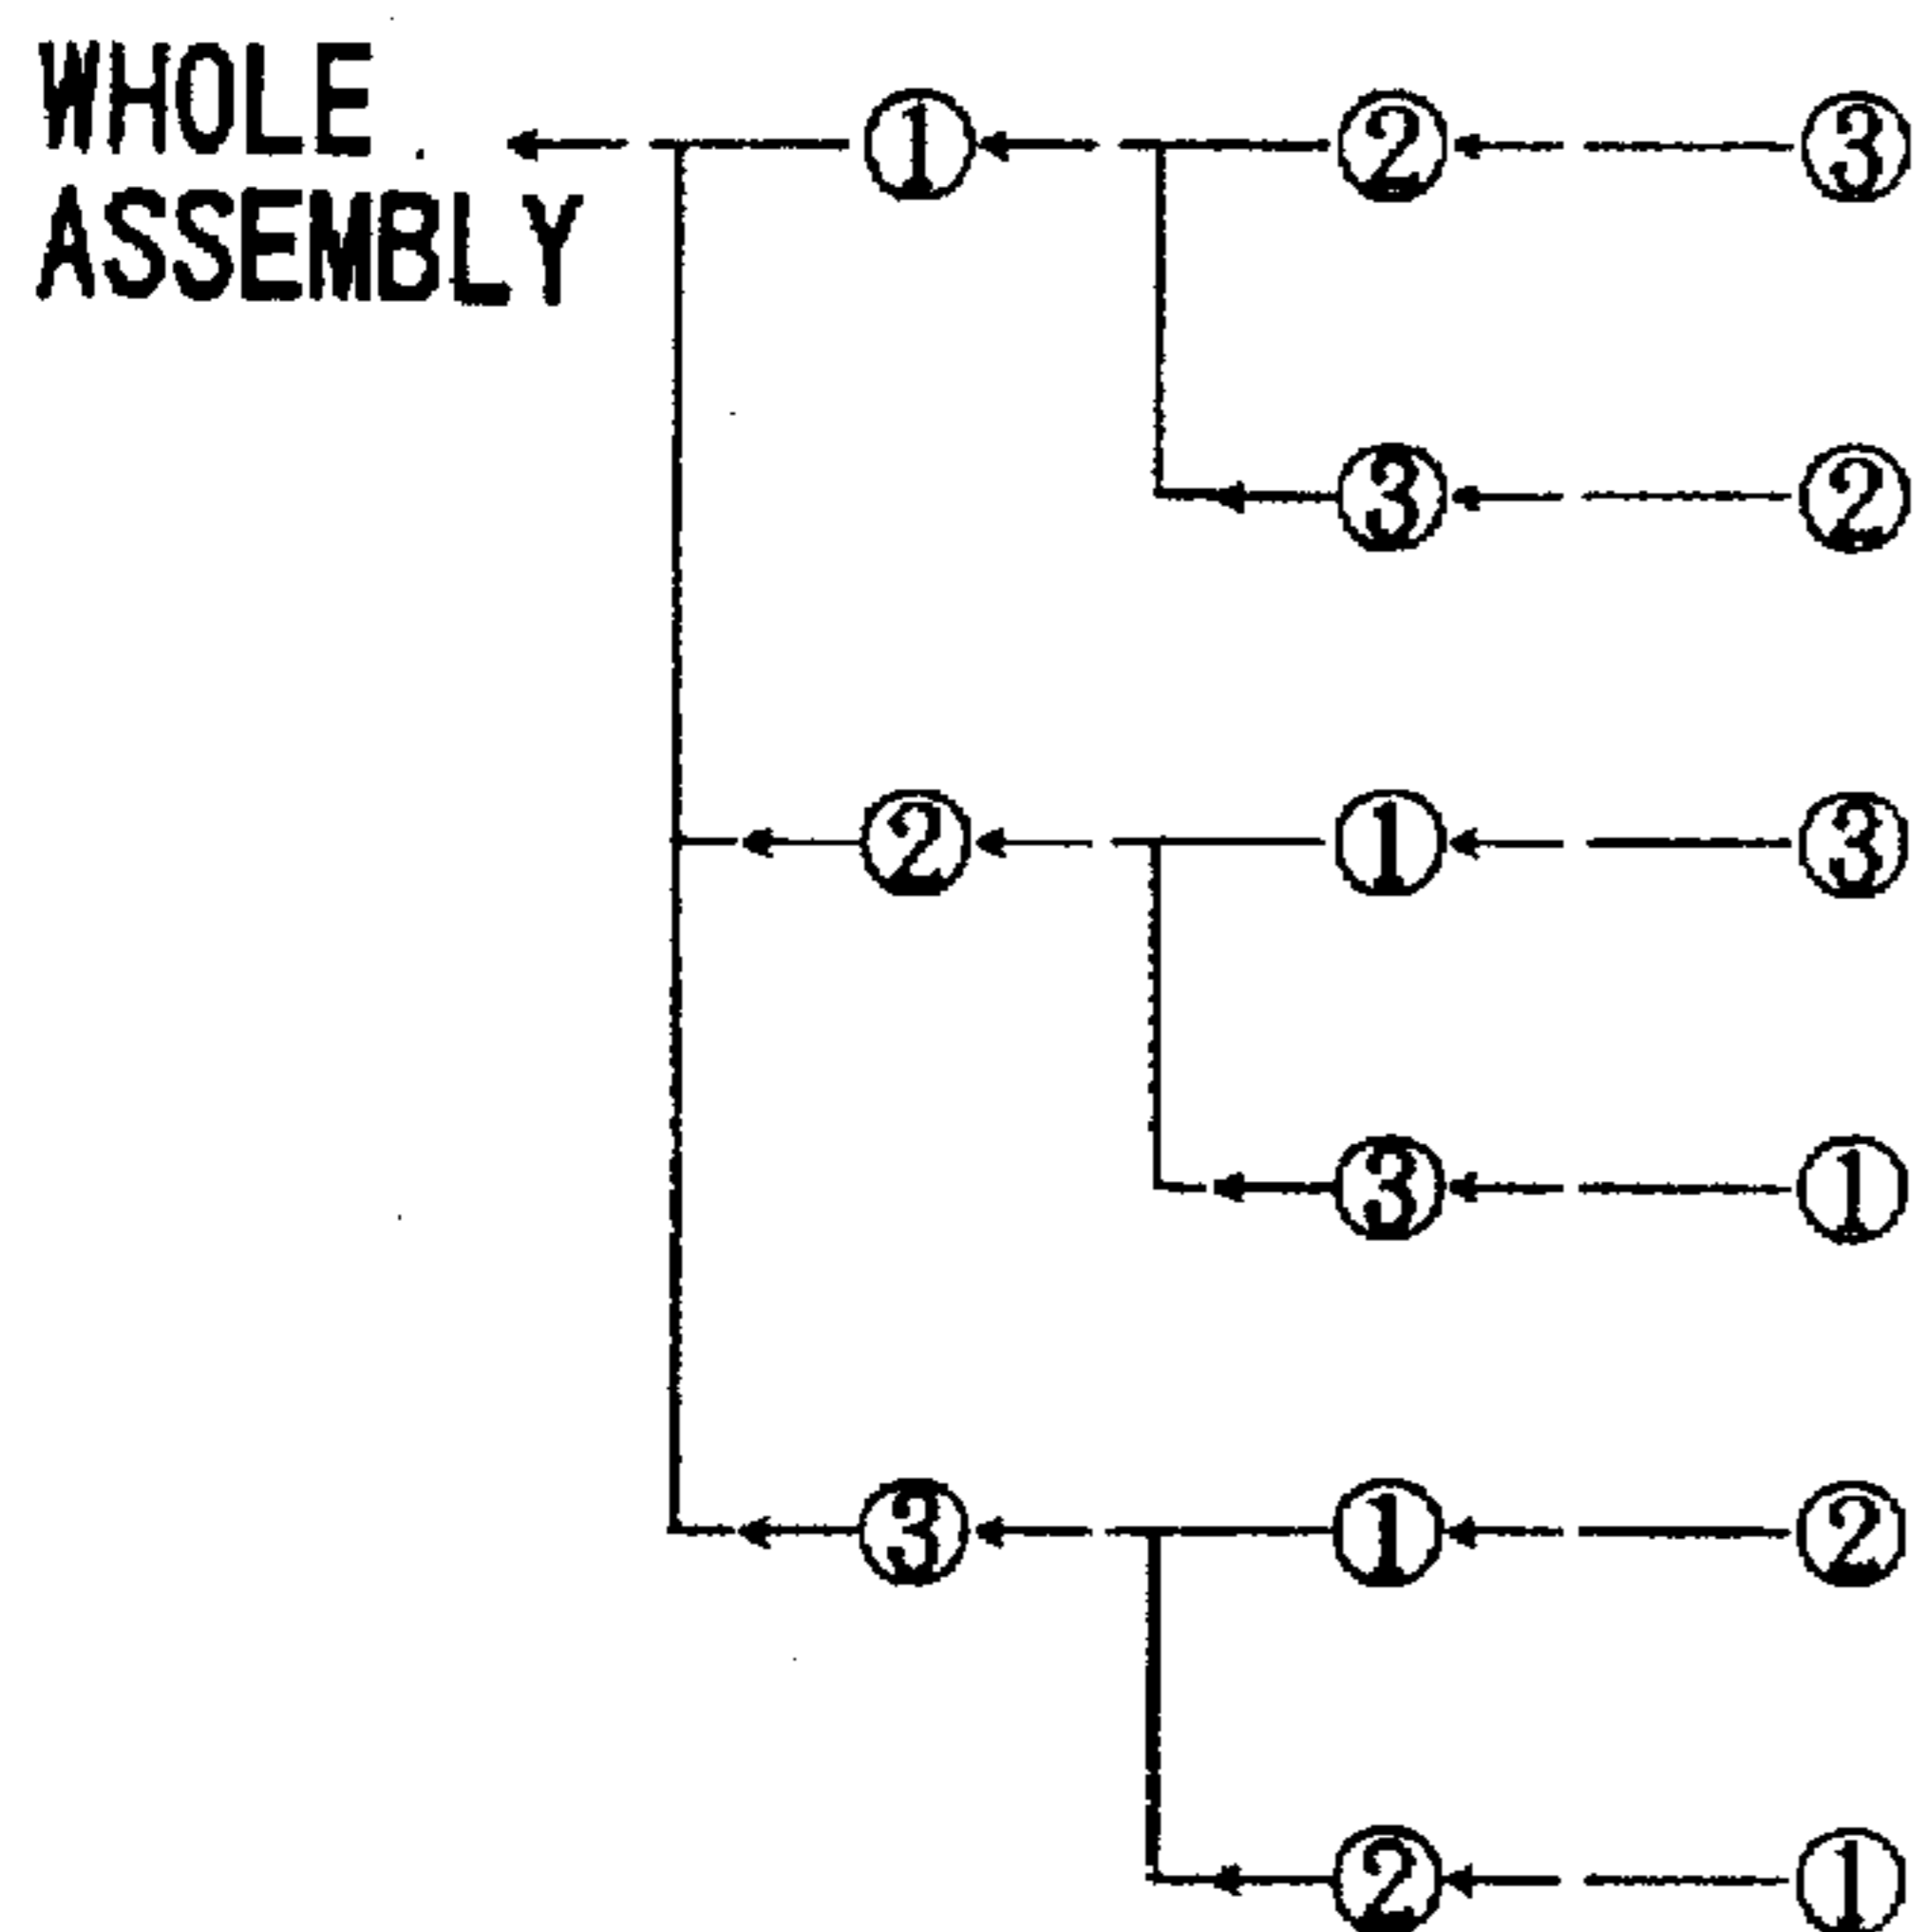 WHOLE
ASSEMBLY
① ② ③
③ ②
② ① ③
③ ①
③ ① ②
② ①